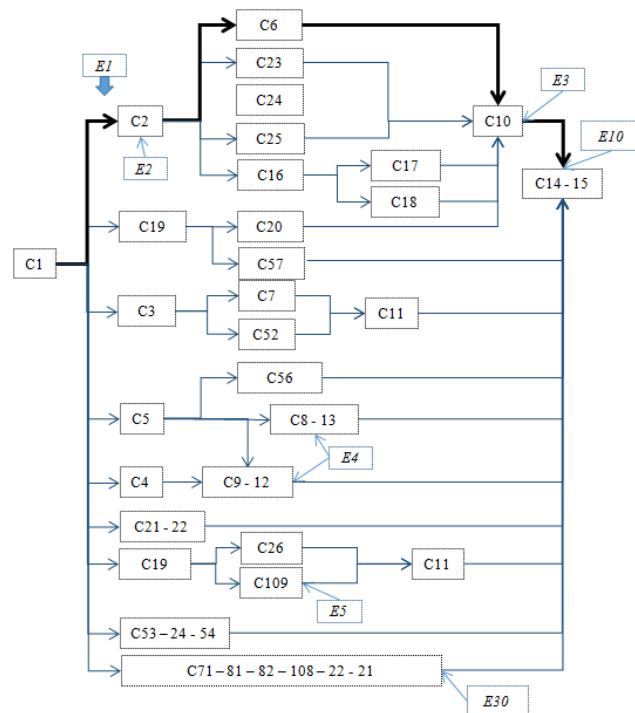 C6
E1
C23
E3
C24
C2
C10
E10
C25
E2
C16
C17
C14 - 15
C18
C19
C20
C1
C57
C7
C3
C11
C52
C56
C5
C8 - 13
E4
C4
C9 - 12
C21 - 22
C26
C19
C11
C109
E5
C53 – 24 - 54
C71 – 81 – 82 – 108 – 22 - 21
E30